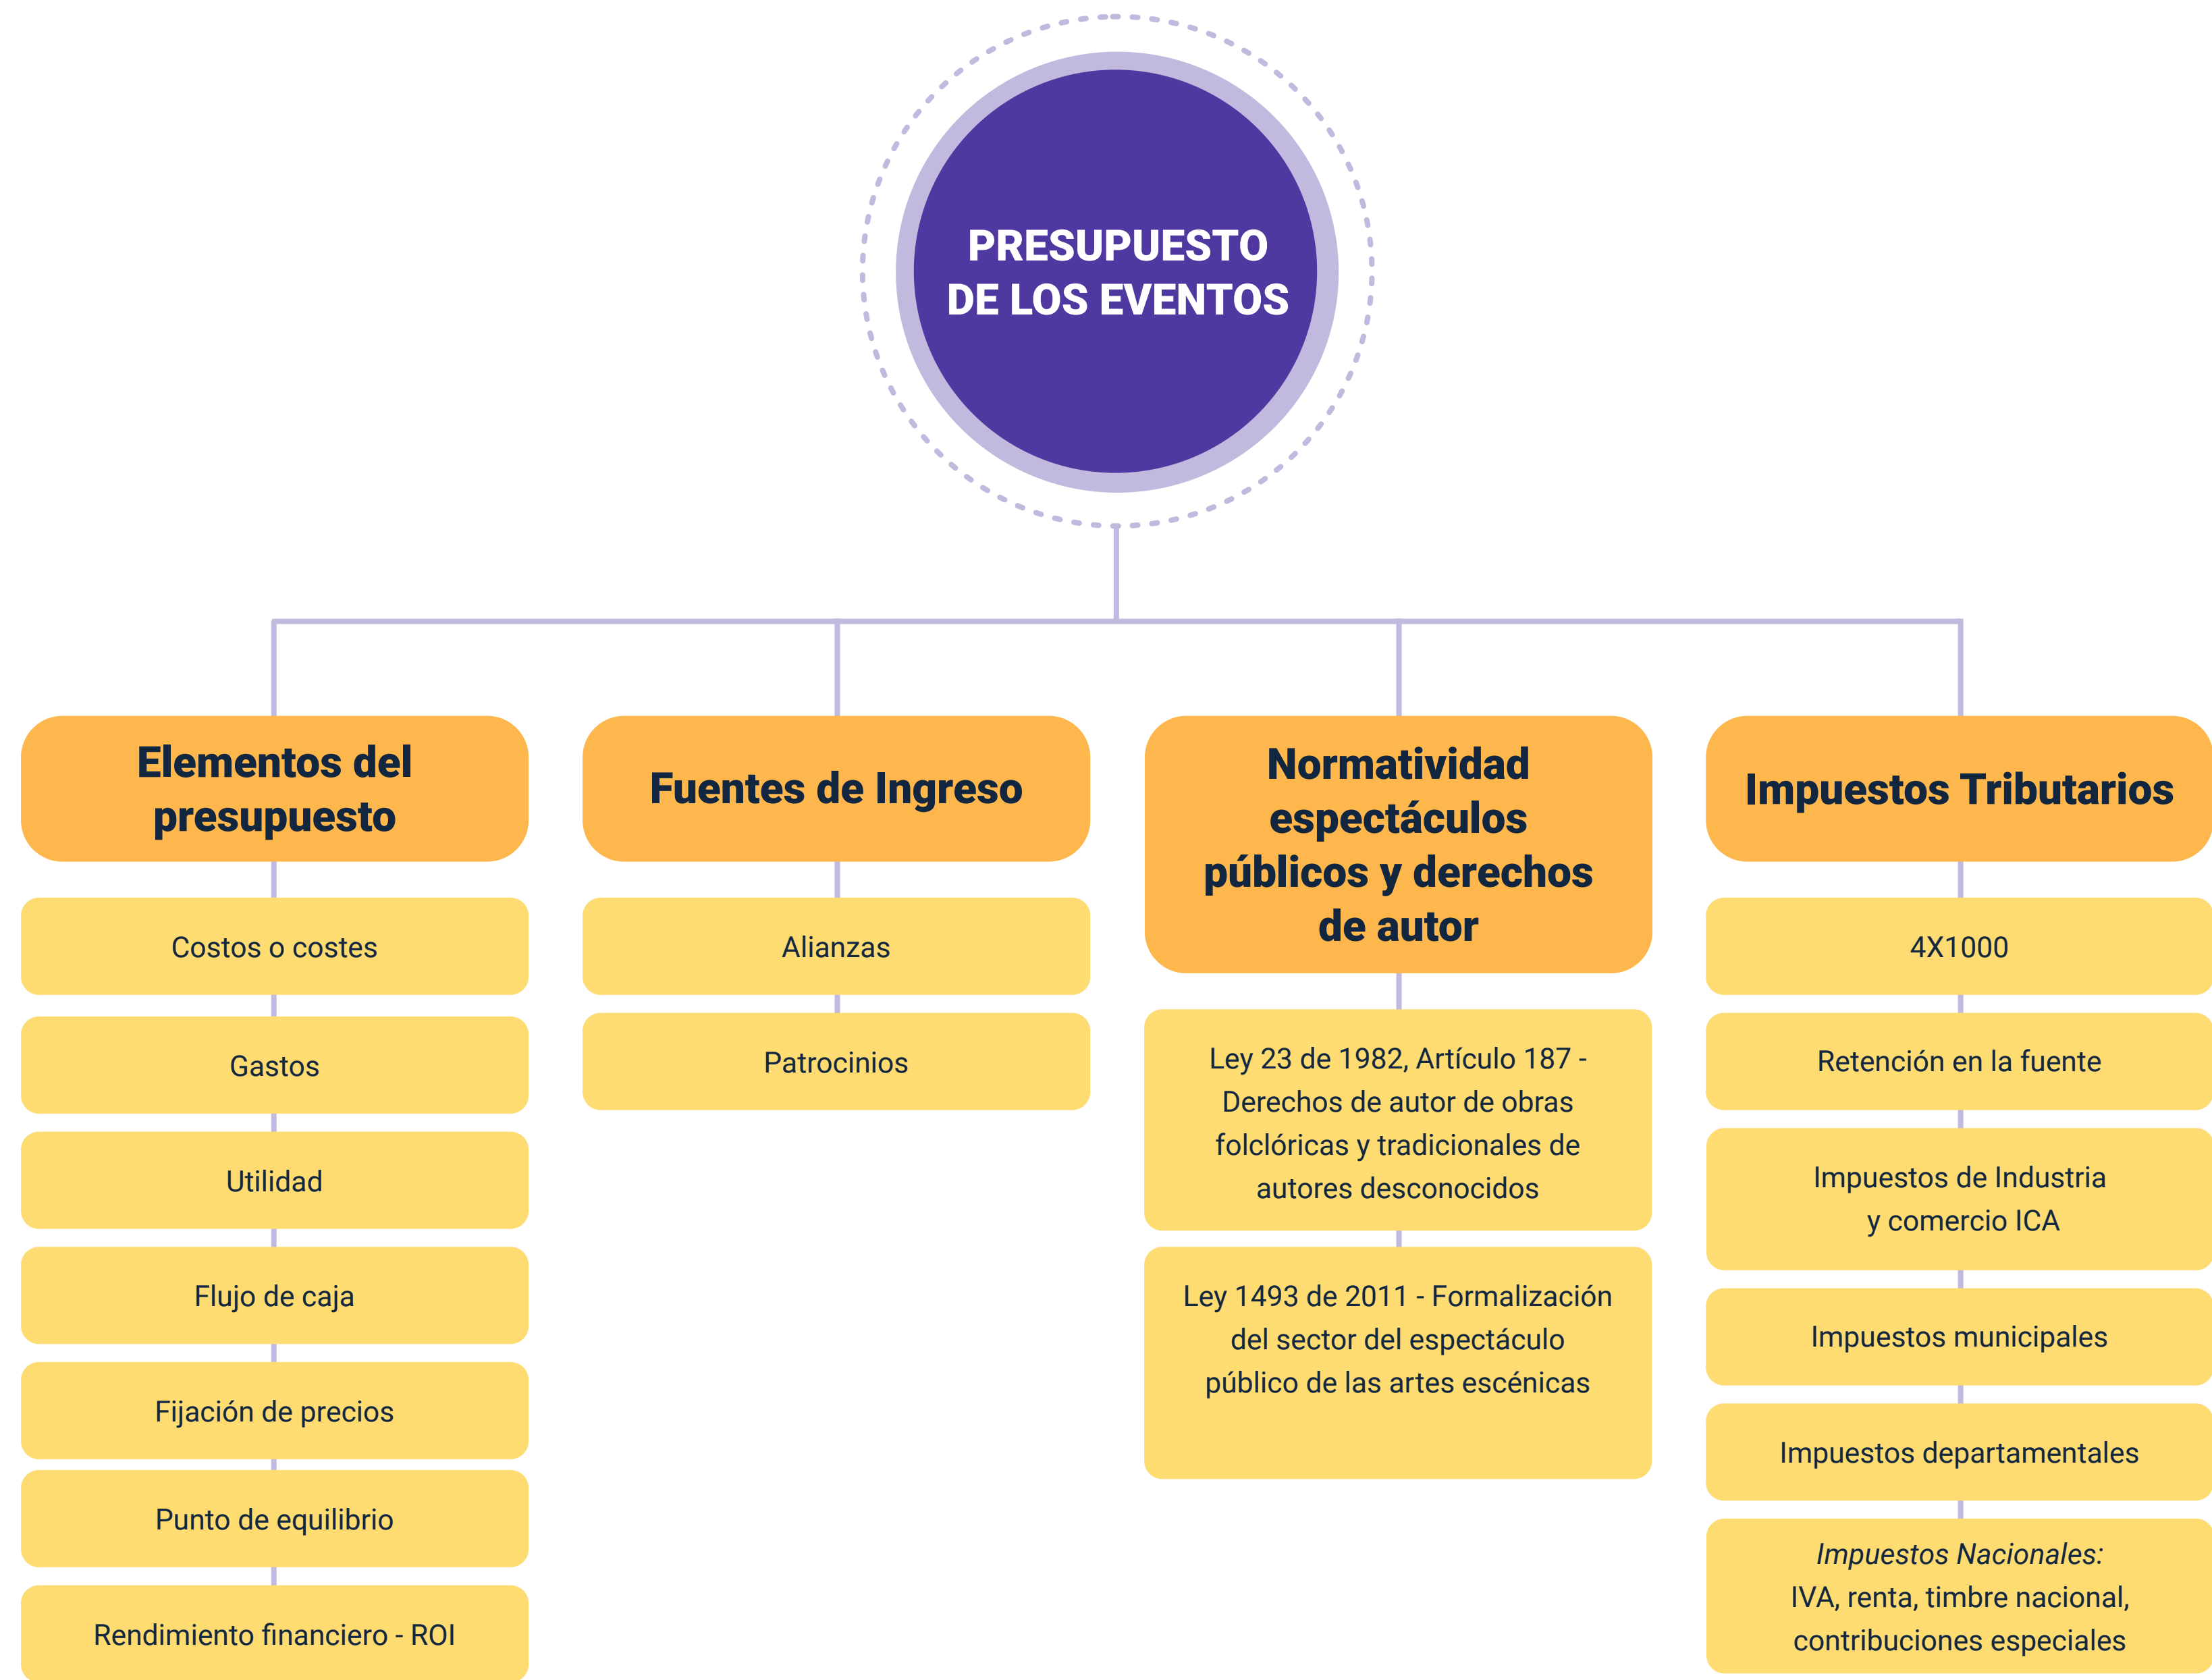 PRESUPUESTO
DE LOS EVENTOS
Elementos del
presupuesto
Costos o costes
Gastos
Utilidad
Flujo de caja
Fijación de precios
Punto de equilibrio
Rendimiento financiero - ROI
Fuentes de Ingreso
Alianzas
Patrocinios
Normatividad
espectáculos
públicos y derechos
de autor
Ley 23 de 1982, Artículo 187 -
Derechos de autor de obras
folclóricas y tradicionales de
autores desconocidos
Ley 1493 de 2011 - Formalización
del sector del espectáculo
público de las artes escénicas
Impuestos Tributarios
4X1000
Retención en la fuente
Impuestos de Industria
y comercio ICA
Impuestos municipales
Impuestos departamentales
Impuestos Nacionales:
IVA, renta, timbre nacional,
contribuciones especiales